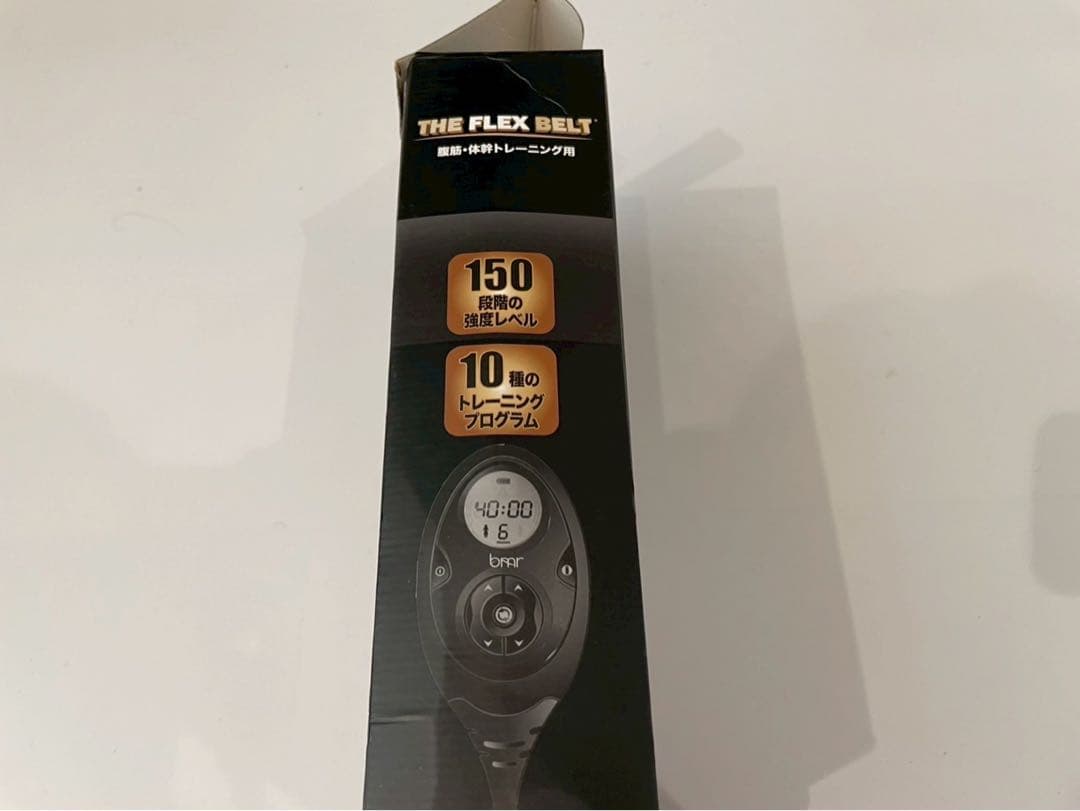 THE FLEX BELT
腹筋・体幹トレーニング用
150
段階の
強度レベル
10種の
トレーニング
プログラム
40:00
6
bmr